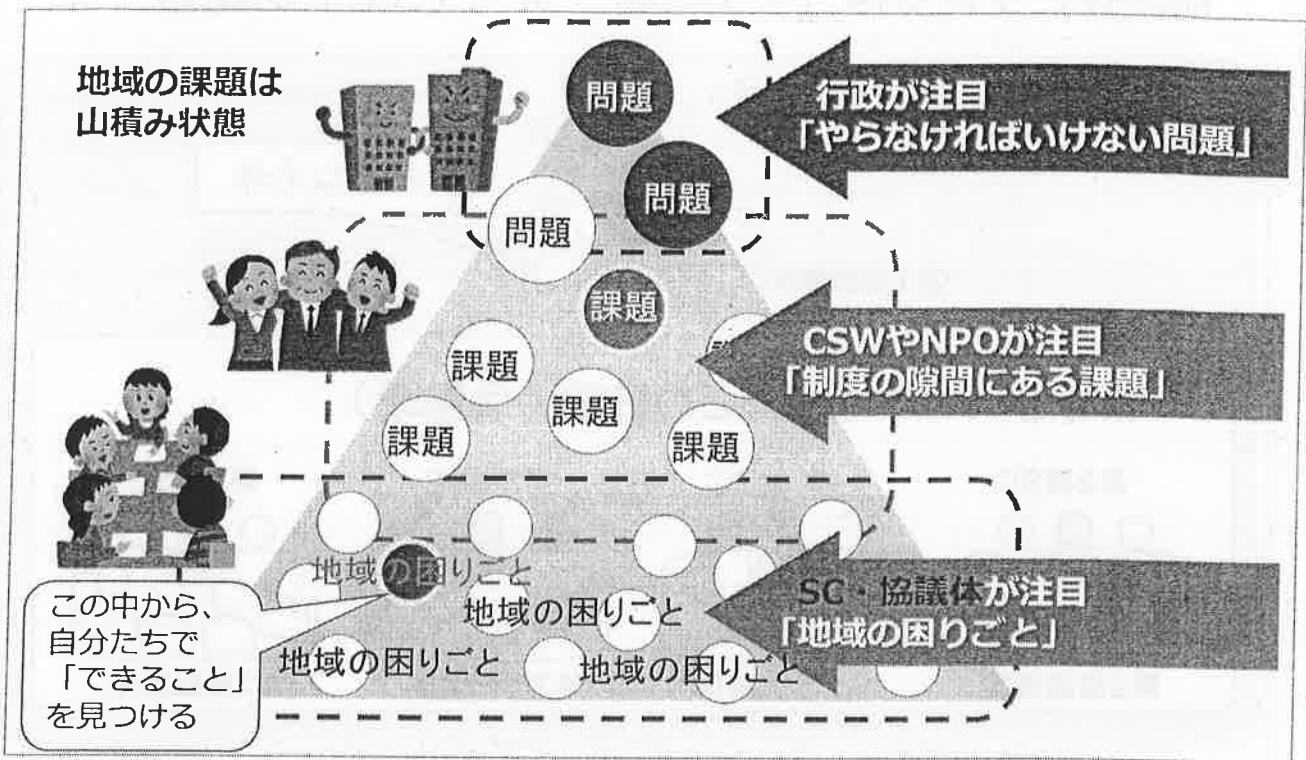 地域の課題は
山積み状態
問題
行政が注目
「やらなければいけない問題」
問題
問題
課題
CSWやNPOが注目
「制度の隙間にある課題」
課題
課題
課題
課題
SC・協議体が注目
「地域の困りごと」
地域の困りごと
地域の困りごと
地域の困りごと
地域の困りごと
この中から、
自分たちで
「できること」
を見つける